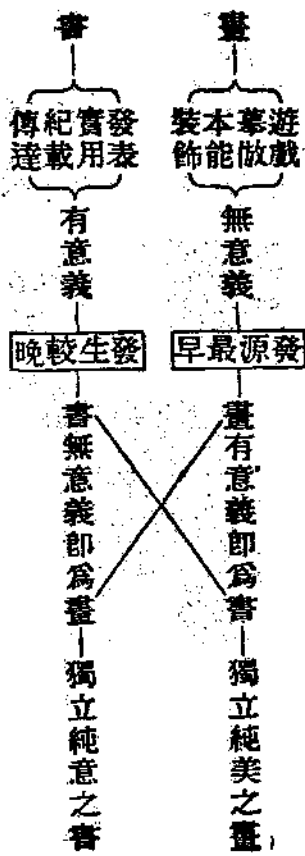 畫
遊戲
摹倣
本能
裝飾
無意義
發源最早
畫有意義即爲書
獨立純美之畫
書
發表
實用
紀載
傳達
有意義
發生較晚
書無意義即爲畫
獨立純意之書